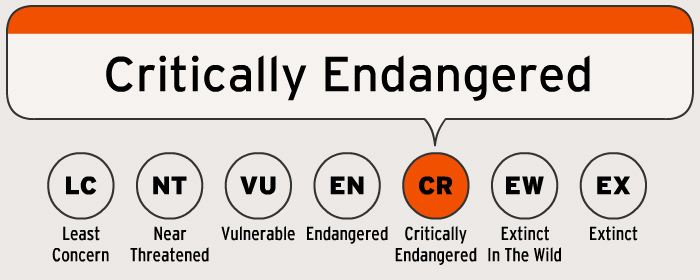 Critically Endangered
LC NT VU EN CR EW EX
Least Near Vulnerable Endangered Critically Extinct Extinct
Concern Threatened Endangered In The Wild